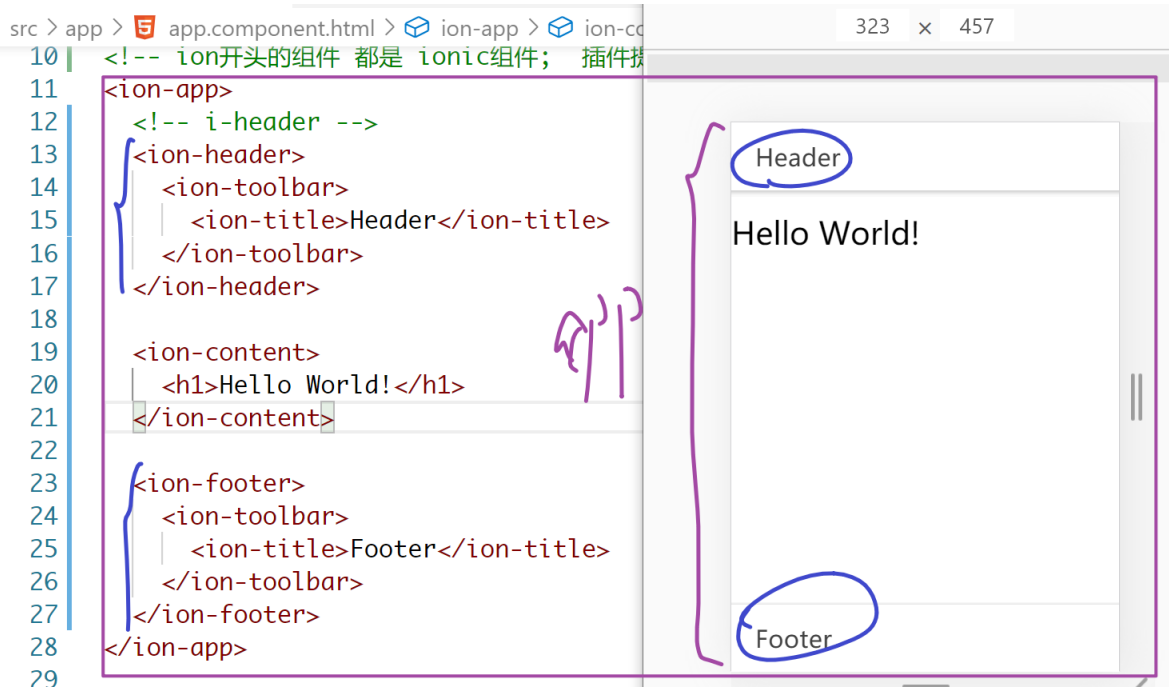 src > app > app.component.html > ion-app > ion-co
323 × 457
10 <!-- ion开头的组件 都是 ionic组件； 插件提
11 <ion-app>
12 <!-- i-header -->
13 <ion-header>
14 <ion-toolbar>
15 <ion-title>Header</ion-title>
16 </ion-toolbar>
17 </ion-header>
18
19 <ion-content>
20 <h1>Hello World!</h1>
21 </ion-content>
22
23 <ion-footer>
24 <ion-toolbar>
25 <ion-title>Footer</ion-title>
26 </ion-toolbar>
27 </ion-footer>
28 </ion-app>
29
app
Header
Hello World!
Footer